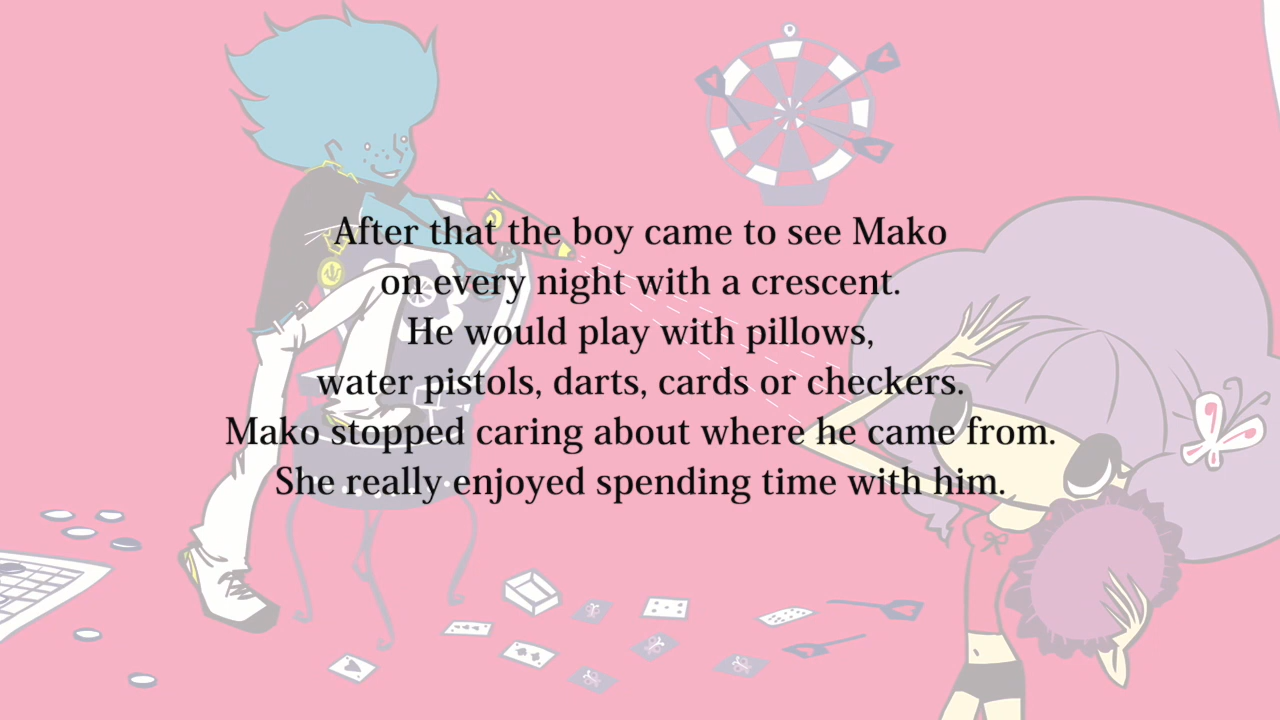 After that the boy came to see Mako
on every night with a crescent.
He would play with pillows,
water pistols, darts, cards or checkers.
Mako stopped caring about where he came from.
She really enjoyed spending time with him.